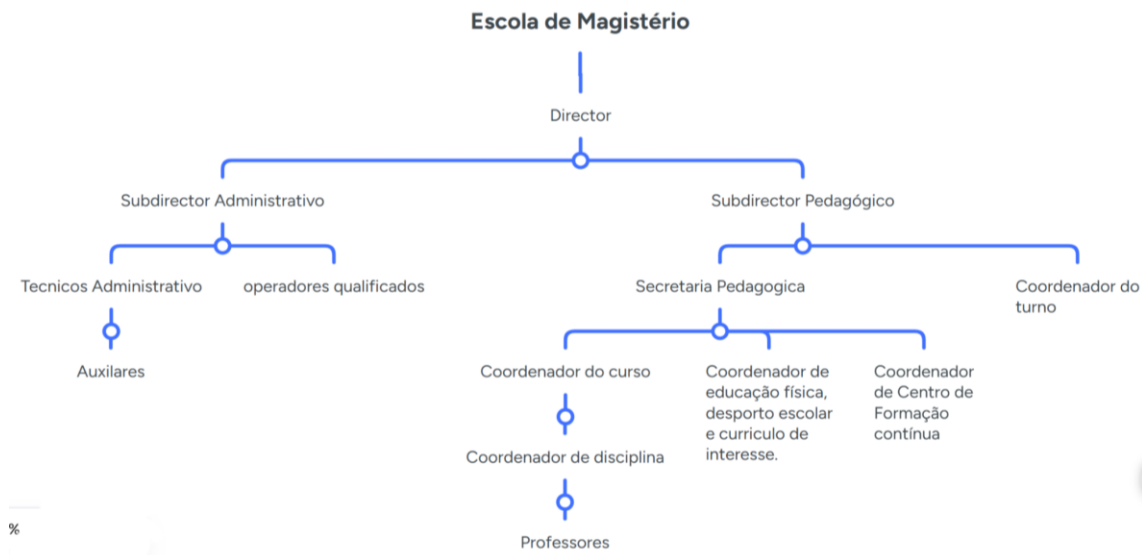 Escola de Magistério
Director
Subdirector Administrativo
Subdirector Pedagógico
Tecnicos Administrativo
operadores qualificados
Secretaria Pedagogica
Coordenador do
turno
Auxilares
Coordenador do curso
Coordenador de
educação física,
desporto escolar
e curriculo de
interesse.
Coordenador
de Centro de
Formação
contínua
Coordenador de disciplina
Professores
%